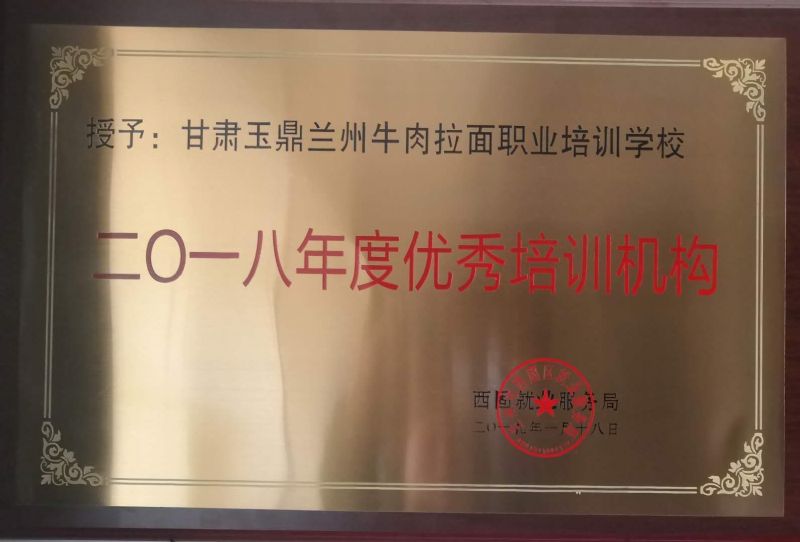 授予：甘肃玉鼎兰州牛肉拉面职业培训学校
二〇一八年度优秀培训机构
西固就业服务局
二〇一九年一月十八日